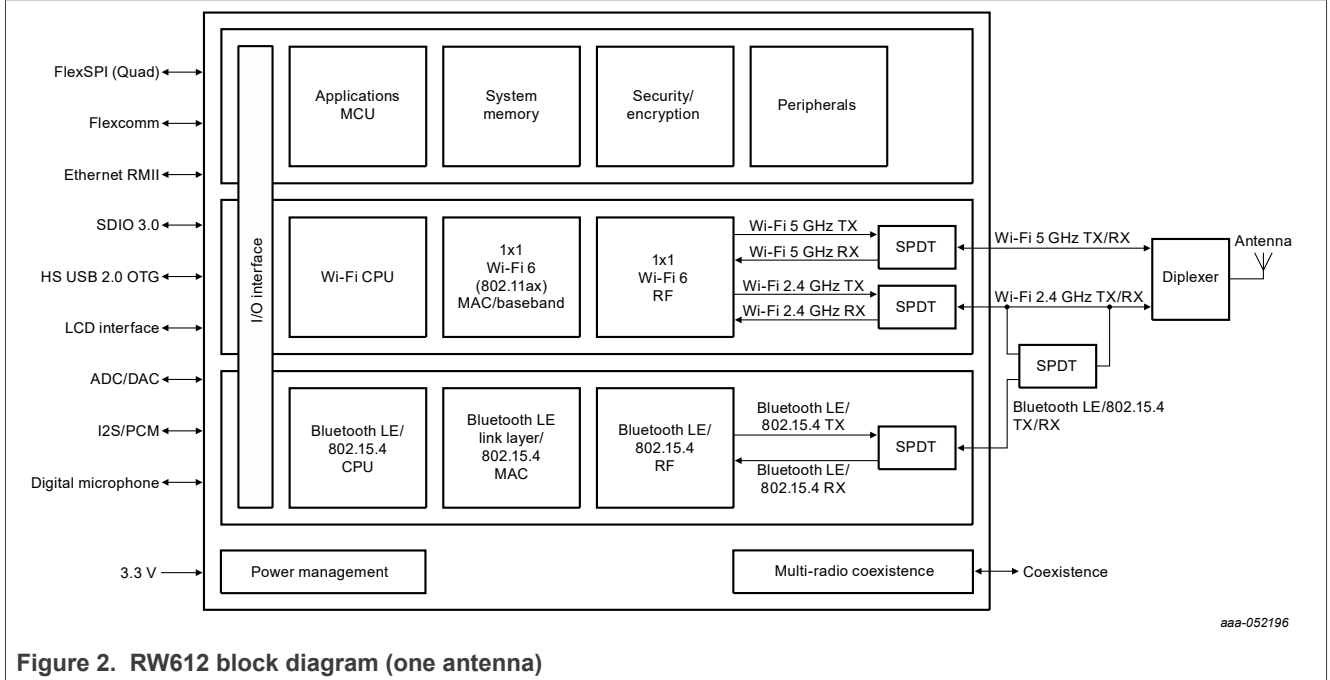 FlexSPI (Quad)
Flexcomm
Ethernet RMII
SDIO 3.0
HS USB 2.0 OTG
LCD interface
ADC/DAC
I2S/PCM
Digital microphone
3.3 V
I/O interface
Applications
MCU
System
memory
Security/
encryption
Peripherals
Wi-Fi CPU
1x1
Wi-Fi 6
(802.11ax)
MAC/baseband
1x1
Wi-Fi 6
RF
Wi-Fi 5 GHz TX
Wi-Fi 5 GHz RX
Wi-Fi 2.4 GHz TX
Wi-Fi 2.4 GHz RX
SPDT
SPDT
Wi-Fi 5 GHz TX/RX
Wi-Fi 2.4 GHz TX/RX
Diplexer
Antenna
SPDT
Bluetooth LE/802.15.4
TX/RX
Bluetooth LE/
802.15.4
CPU
Bluetooth LE
link layer/
802.15.4
MAC
Bluetooth LE/
802.15.4
RF
Bluetooth LE/
802.15.4 TX
Bluetooth LE/
802.15.4 RX
SPDT
Power management
Multi-radio coexistence
Coexistence
aaa-052196
Figure 2. RW612 block diagram (one antenna)